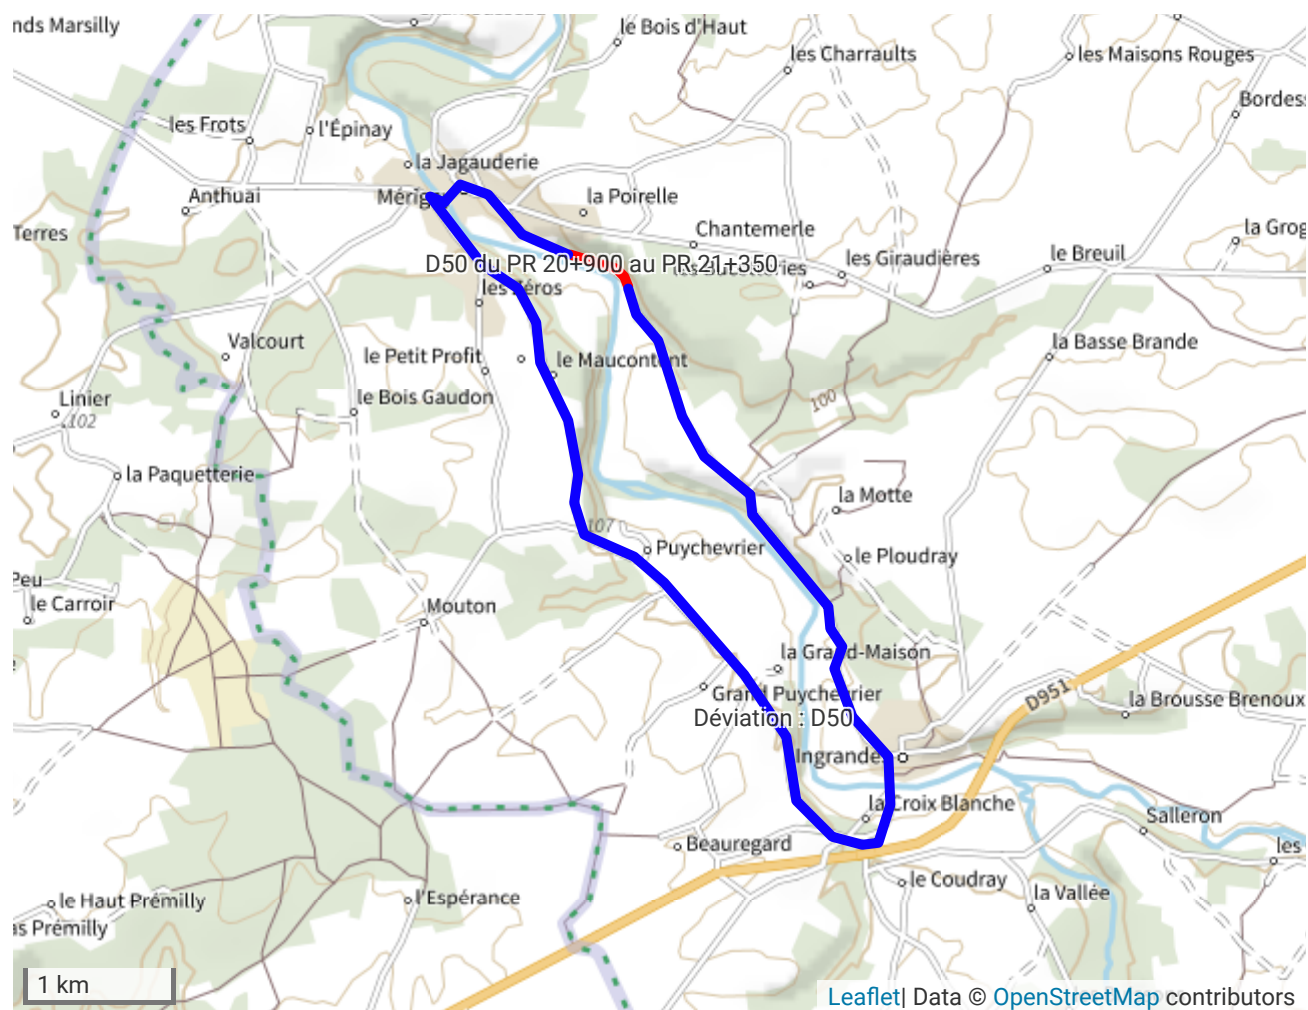 nds Marsilly
le Bois d'Haut
les Charraults
les Maisons Rouges
Bordes
les Frots
l'Épinay
la Jagauderie
Anthuai
Mérig
la Poirelle
Terres
Chantemerle
la Grog
les Giraudières
le Breuil
D50 du PR 20+900 au PR 21+350
Valcourt
le Petit Profit
le Maucontent
la Basse Brande
Linier
102
le Bois Gaudon
100
la Paquetterie
la Motte
107
Puychevrier
le Ploudray
Peu
le Carroir
Mouton
la Grand-Maison
Grand Puychevrier
D951
la Brousse Brenoux
Déviation : D50
Ingrandes
la Croix Blanche
Salleron
Beauregard
les
le Coudray
la Vallée
le Haut Prémilly
l'Espérance
as Prémilly
1 km
Leaflet| Data © OpenStreetMap contributors